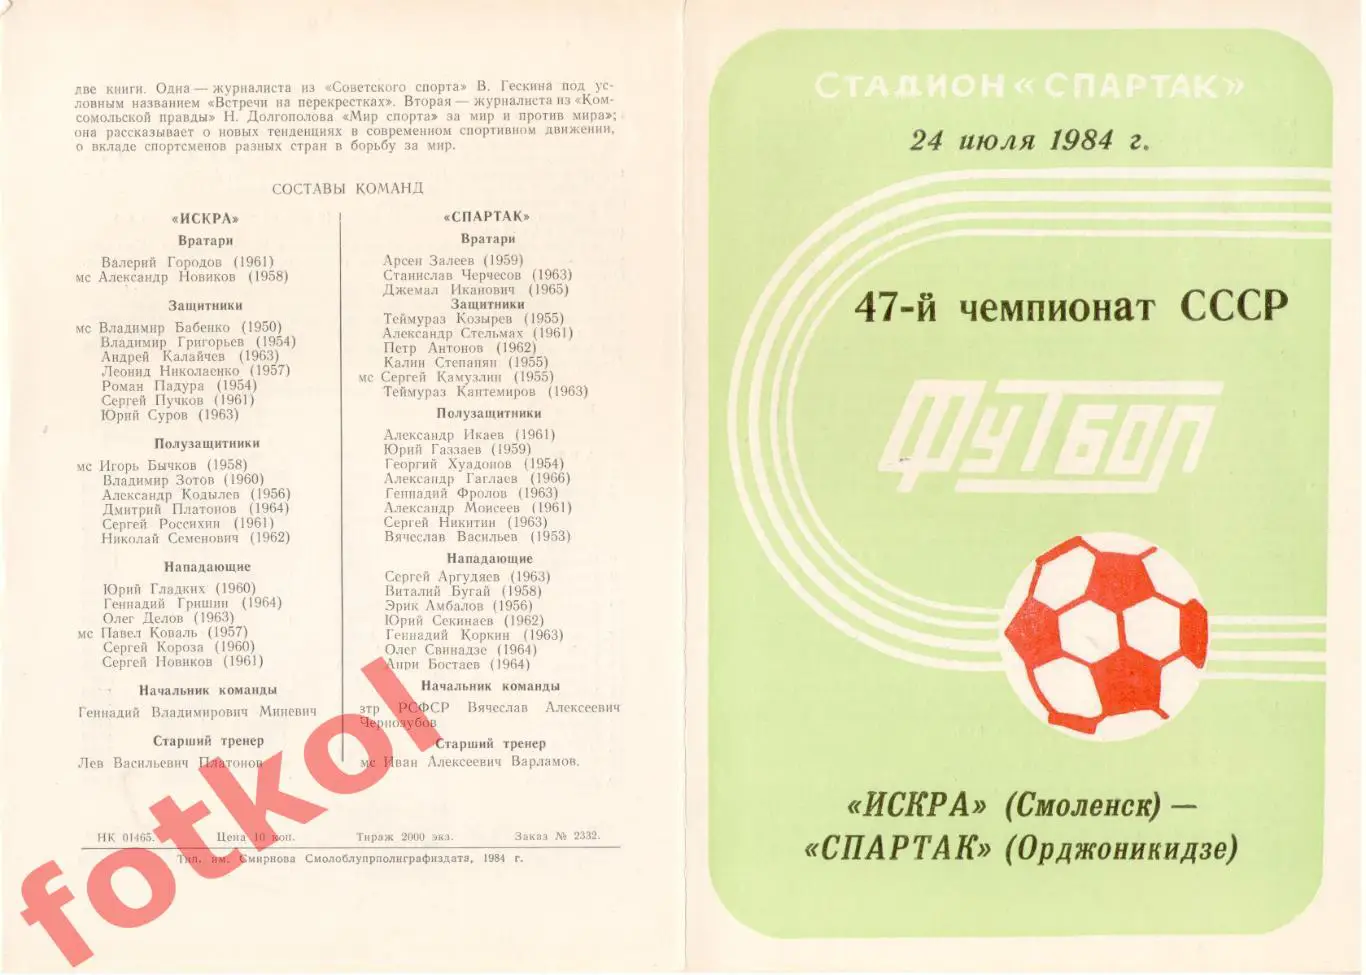 две книги. Одна — журналиста из «Советского спорта» В. Гескина под ус-
ловным названием «Встречи на перекрестках». Вторая — журналиста из «Ком-
сомольской правды» Н. Долгополова «Мир спорта» за мир и против мира»;
она рассказывает о новых тенденциях в современном спортивном движении,
о вкладе спортсменов разных стран в борьбу за мир.
СОСТАВЫ КОМАНД
«ИСКРА»
Вратари
Валерий Городов (1961)
мс Александр Новиков (1958)
Защитники
мс Владимир Бабенко (1950)
Владимир Григорьев (1954)
Андрей Калайчев (1963)
Леонид Николаенко (1957)
Роман Падура (1954)
Сергей Пучков (1961)
Юрий Суров (1963)
Полузащитники
мс Игорь Бычков (1958)
Владимир Зотов (1960)
Александр Кодылев (1956)
Дмитрий Платонов (1964)
Сергей Россихин (1961)
Николай Семенович (1962)
Нападающие
Юрий Гладких (1960)
Геннадий Гришин (1964)
Олег Делов (1963)
мс Павел Коваль (1957)
Сергей Короза (1960)
Сергей Новиков (1961)
Начальник команды
Геннадий Владимирович Миневич
Старший тренер
Лев Васильевич Платонов
«СПАРТАК»
Вратари
Арсен Залеев (1959)
Станислав Черчесов (1963)
Джемал Иканович (1965)
Защитники
Теймураз Козырев (1955)
Александр Стельмах (1961)
Петр Антонов (1962)
Калин Степанян (1955)
мс Сергей Камузлин (1955)
Теймураз Кантемиров (1963)
Полузащитники
Александр Икаев (1961)
Юрий Газзаев (1959)
Георгий Хуадонов (1954)
Александр Гаглаев (1966)
Геннадий Фролов (1963)
Александр Моисеев (1961)
Сергей Никитин (1963)
Вячеслав Васильев (1953)
Нападающие
Сергей Аргудяев (1963)
Виталий Бугай (1958)
Эрик Амбалов (1956)
Юрий Секинаев (1962)
Геннадий Коркин (1963)
Олег Свинадзе (1964)
Анри Бостаев (1964)
Начальник команды
зтр РСФСР Вячеслав Алексеевич
Чернозубов
Старший тренер
мс Иван Алексеевич Варламов.
НК 01465. Цена 10 коп. Тираж 2000 экз. Заказ № 2332.
Тип. им. Смирнова Смолоблупрполиграфиздата, 1984 г.
fotkol
СТАДИОН «СПАРТАК»
24 июля 1984 г.
47-й чемпионат СССР
ФУТБОЛ
«ИСКРА» (Смоленск) —
«СПАРТАК» (Орджоникидзе)